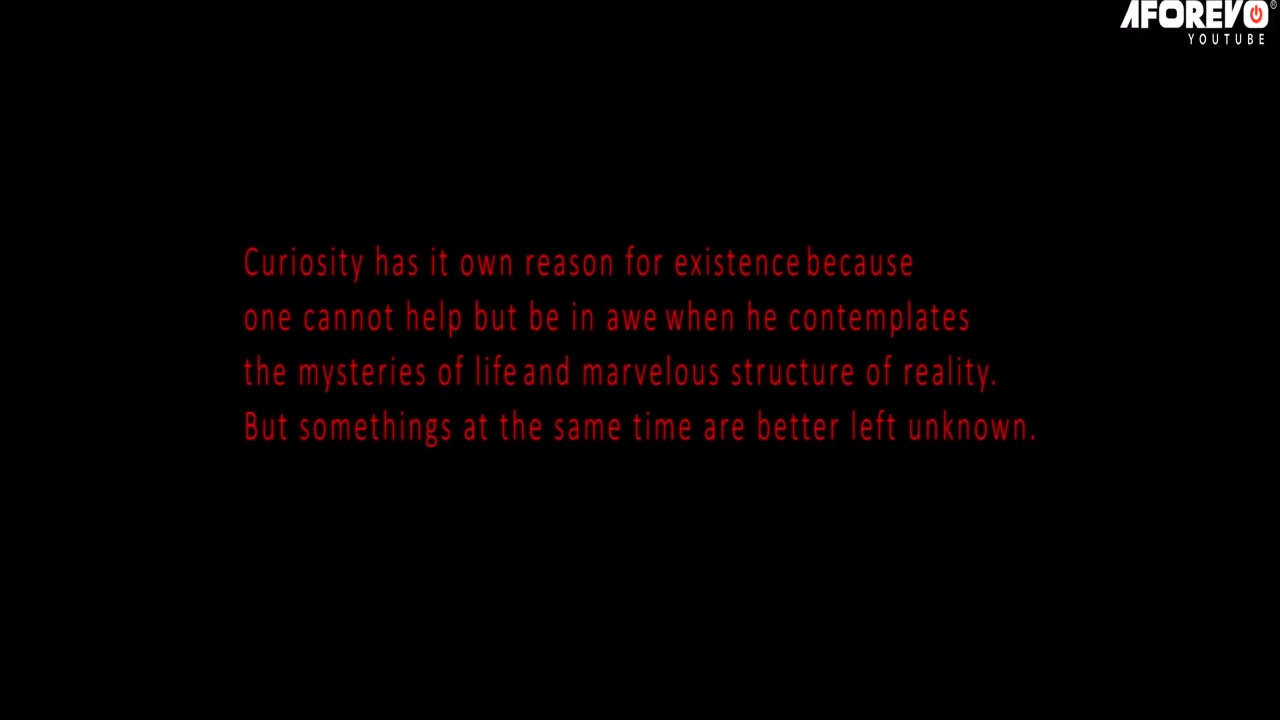 AFOREVO®
YOUTUBE
Curiosity has it own reason for existence because
one cannot help but be in awe when he contemplates
the mysteries of life and marvelous structure of reality.
But somethings at the same time are better left unknown.